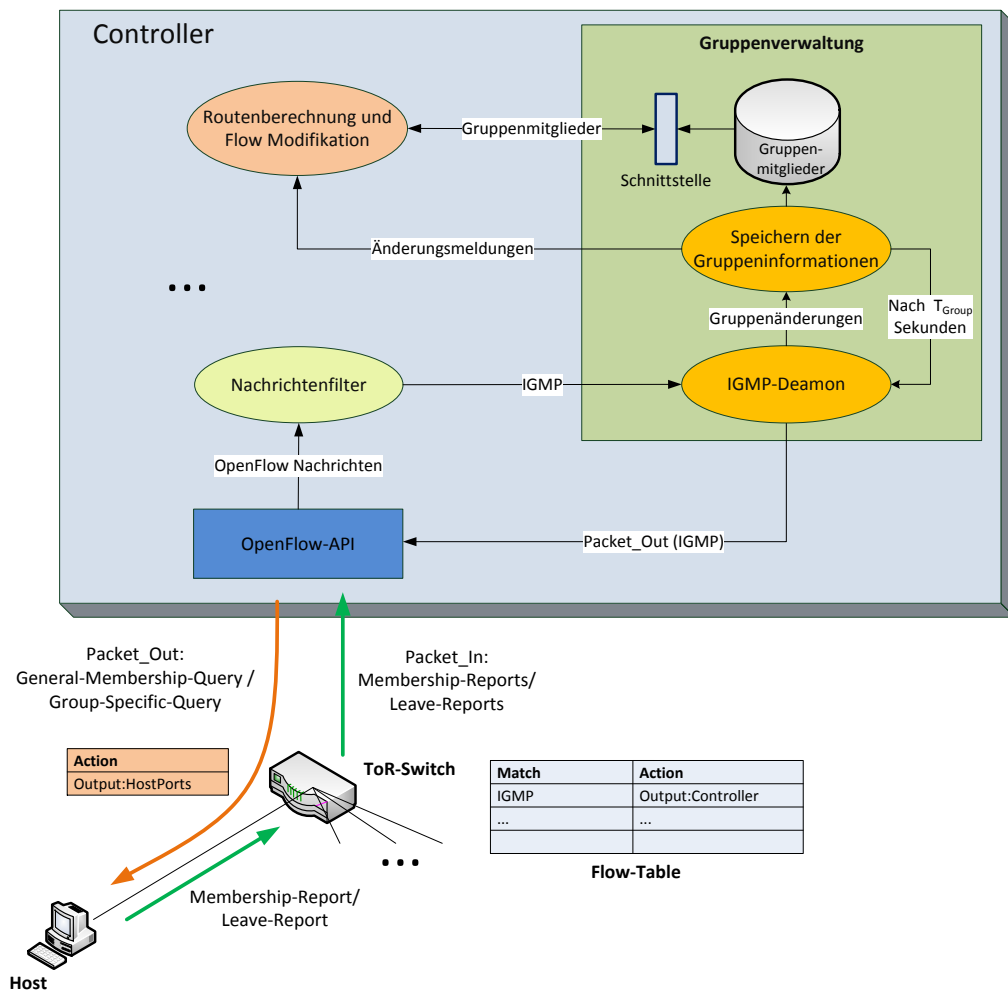 Controller
Gruppenverwaltung
Routenberechnung und
Flow Modifikation
Gruppenmitglieder
Schnittstelle
Gruppen-
mitglieder
Änderungsmeldungen
Speichern der
Gruppeninformationen
...
Gruppenänderungen
Nach T_Group
Sekunden
Nachrichtenfilter
IGMP
IGMP-Deamon
OpenFlow Nachrichten
OpenFlow-API
Packet_Out (IGMP)
Packet_Out:
General-Membership-Query /
Group-Specific-Query
Packet_In:
Membership-Reports/
Leave-Reports
Action
Output:HostPorts
ToR-Switch
Match Action
IGMP Output:Controller
... ...
...
Flow-Table
Membership-Report/
Leave-Report
Host